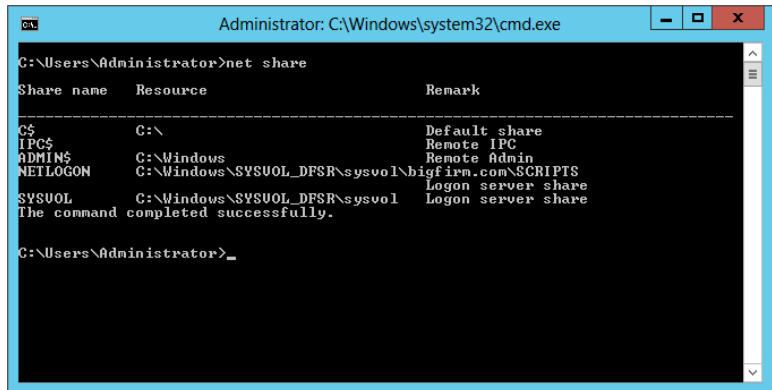 Administrator: C:\Windows\system32\cmd.exe
C:\Users\Administrator>net share
Share name   Resource                        Remark
-------------------------------------------------------------------------------
C$           C:\                             Default share
IPC$                                         Remote IPC
ADMIN$       C:\Windows                      Remote Admin
NETLOGON     C:\Windows\SYSVOL_DFSR\sysvol\bigfirm.com\SCRIPTS
                                             Logon server share
SYSVOL       C:\Windows\SYSVOL_DFSR\sysvol   Logon server share
The command completed successfully.
C:\Users\Administrator>_